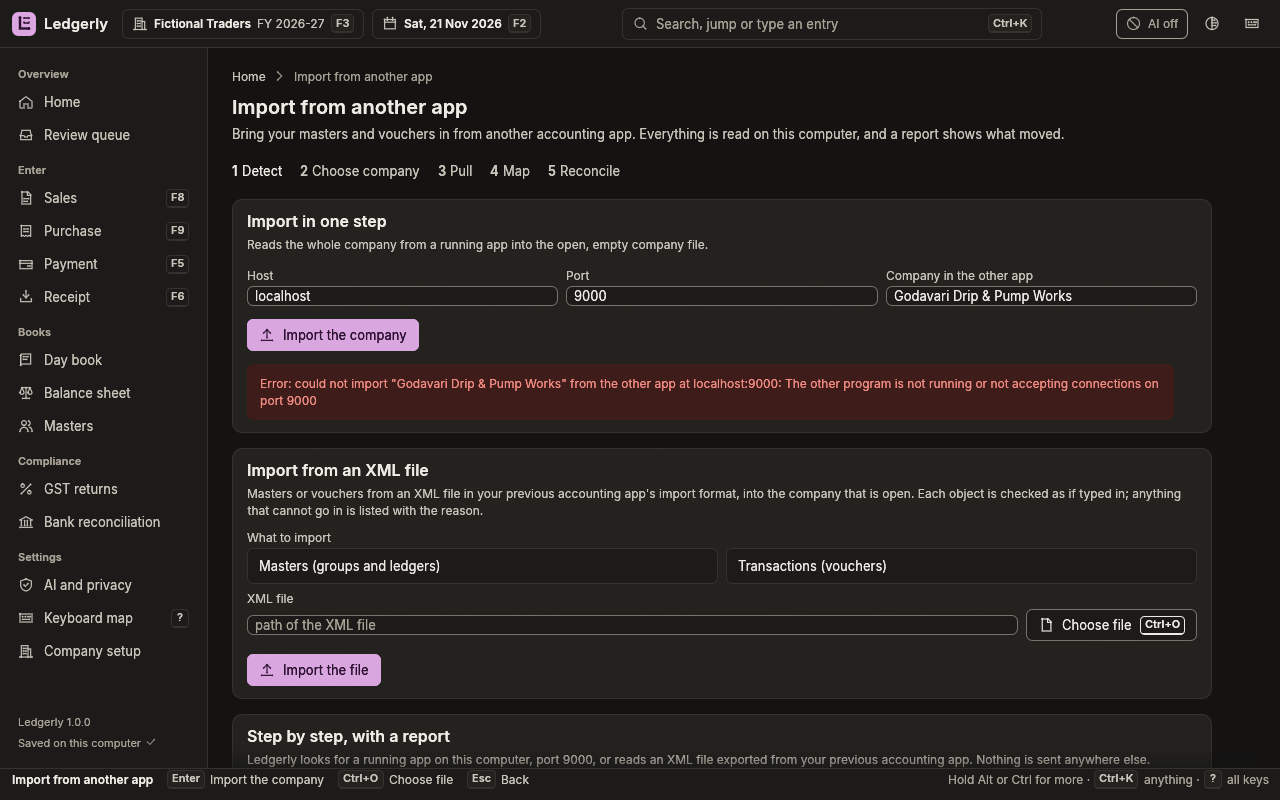 Ledgerly
Fictional Traders FY 2026-27 F3
Sat, 21 Nov 2026 F2
Search, jump or type an entry Ctrl+K
AI off
Overview
Home
Review queue
Enter
Sales F8
Purchase F9
Payment F5
Receipt F6
Books
Day book
Balance sheet
Masters
Compliance
GST returns
Bank reconciliation
Settings
AI and privacy
Keyboard map ?
Company setup
Ledgerly 1.0.0
Saved on this computer
Home Import from another app
Import from another app
Bring your masters and vouchers in from another accounting app. Everything is read on this computer, and a report shows what moved.
1 Detect 2 Choose company 3 Pull 4 Map 5 Reconcile
Import in one step
Reads the whole company from a running app into the open, empty company file.
Host Port Company in the other app
localhost 9000 Godavari Drip & Pump Works
Import the company
Error: could not import "Godavari Drip & Pump Works" from the other app at localhost:9000: The other program is not running or not accepting connections on
port 9000
Import from an XML file
Masters or vouchers from an XML file in your previous accounting app's import format, into the company that is open. Each object is checked as if typed in; anything
that cannot go in is listed with the reason.
What to import
Masters (groups and ledgers) Transactions (vouchers)
XML file
path of the XML file Choose file Ctrl+O
Import the file
Step by step, with a report
Ledgerly looks for a running app on this computer, port 9000, or reads an XML file exported from your previous accounting app. Nothing is sent anywhere else.
Import from another app Enter Import the company Ctrl+O Choose file Esc Back
Hold Alt or Ctrl for more · Ctrl+K anything · ? all keys